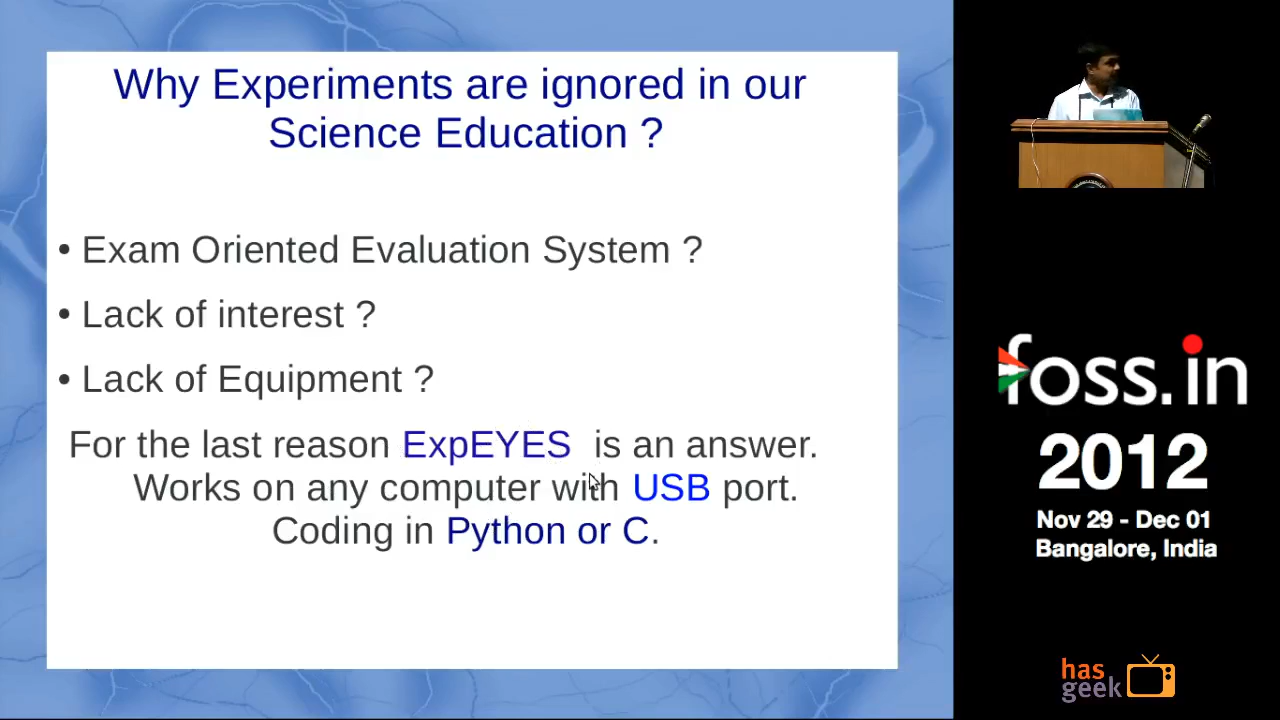 Why Experiments are ignored in our
Science Education ?
• Exam Oriented Evaluation System ?
• Lack of interest ?
• Lack of Equipment ?
For the last reason ExpEYES is an answer.
Works on any computer with USB port.
Coding in Python or C.
foss.in
2012
Nov 29 - Dec 01
Bangalore, India
has
geek